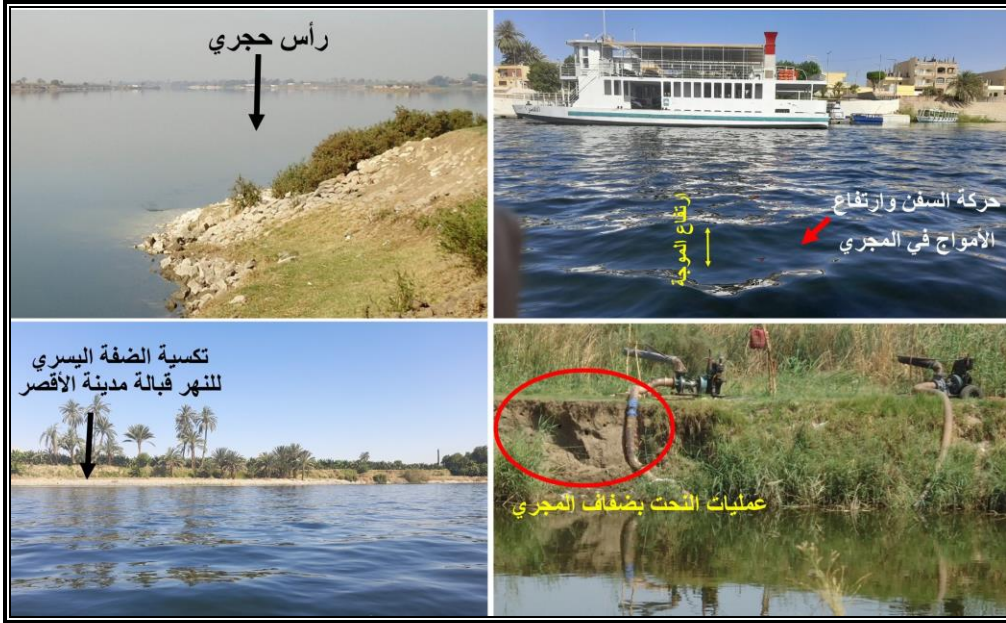 رأس حجري
حركة السفن وارتفاع
الأمواج في المجري
ارتفاع الموجة
تكسية الضفة اليسري
للنهر قبالة مدينة الأقصر
عمليات النحت بضفاف المجري